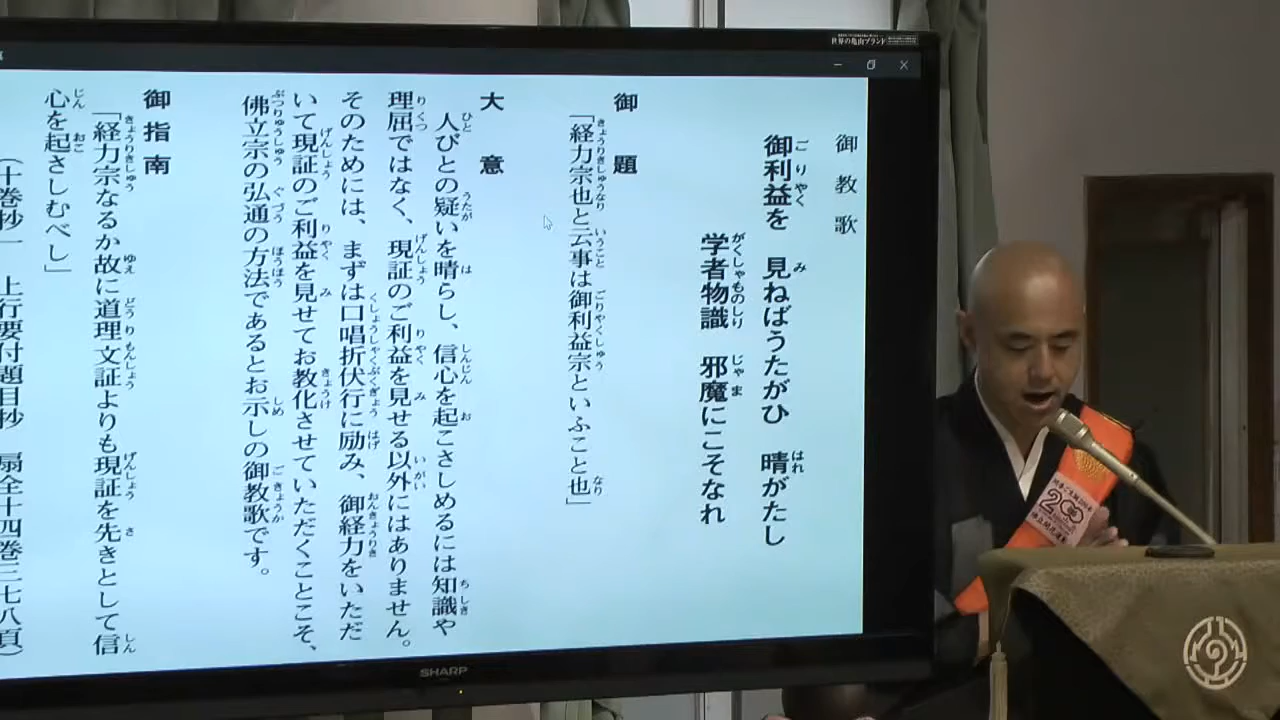 御教歌
御利益を 見ねばうたがひ 晴がたし
学者物識 邪魔にこそなれ
御題
「経力宗也と云事は御利益宗といふこと也」
大意
人びとの疑いを晴らし、信心を起こさしめるには知識や
理屈ではなく、現証のご利益を見せる以外にはありません。
そのためには、まずは口唱折伏行に励み、御経力をいただ
いて現証のご利益を見せてお教化させていただくことこそ、
佛立宗の弘通の方法であるとお示しの御教歌です。
御指南
「経力宗なるか故に道理文証よりも現証を先きとして信
心を起さしむべし」
(十巻抄一 上行要付題目抄 扇全十四巻三七八頁)
世界の亀山ブランド
SHARP
200